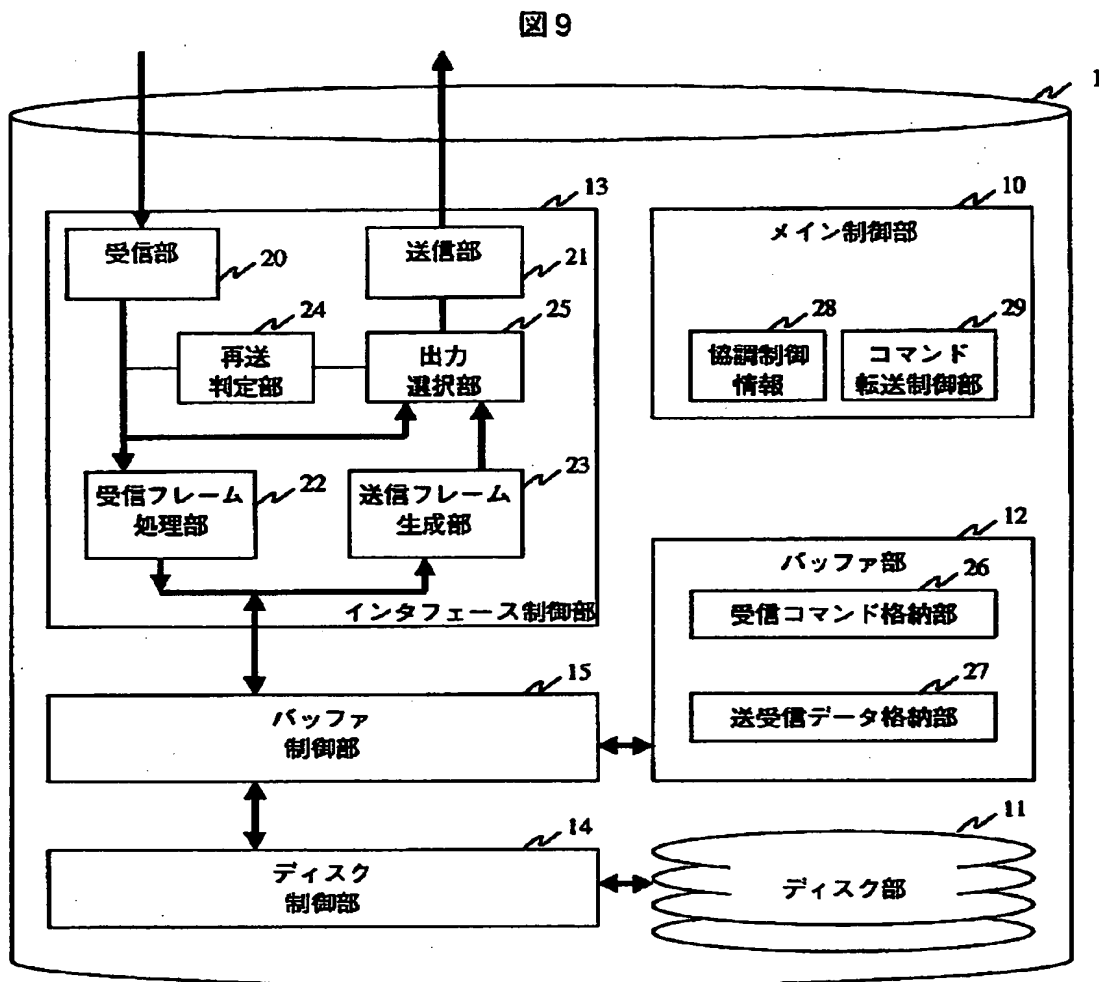 図9
1
13
10
受信部
20
送信部
21
メイン制御部
24
再送
判定部
25
出力
選択部
28
協調制御
情報
29
コマンド
転送制御部
受信フレーム
処理部
22
送信フレーム
生成部
23
インタフェース制御部
12
バッファ部
26
受信コマンド格納部
27
送受信データ格納部
15
バッファ
制御部
14
ディスク
制御部
11
ディスク部